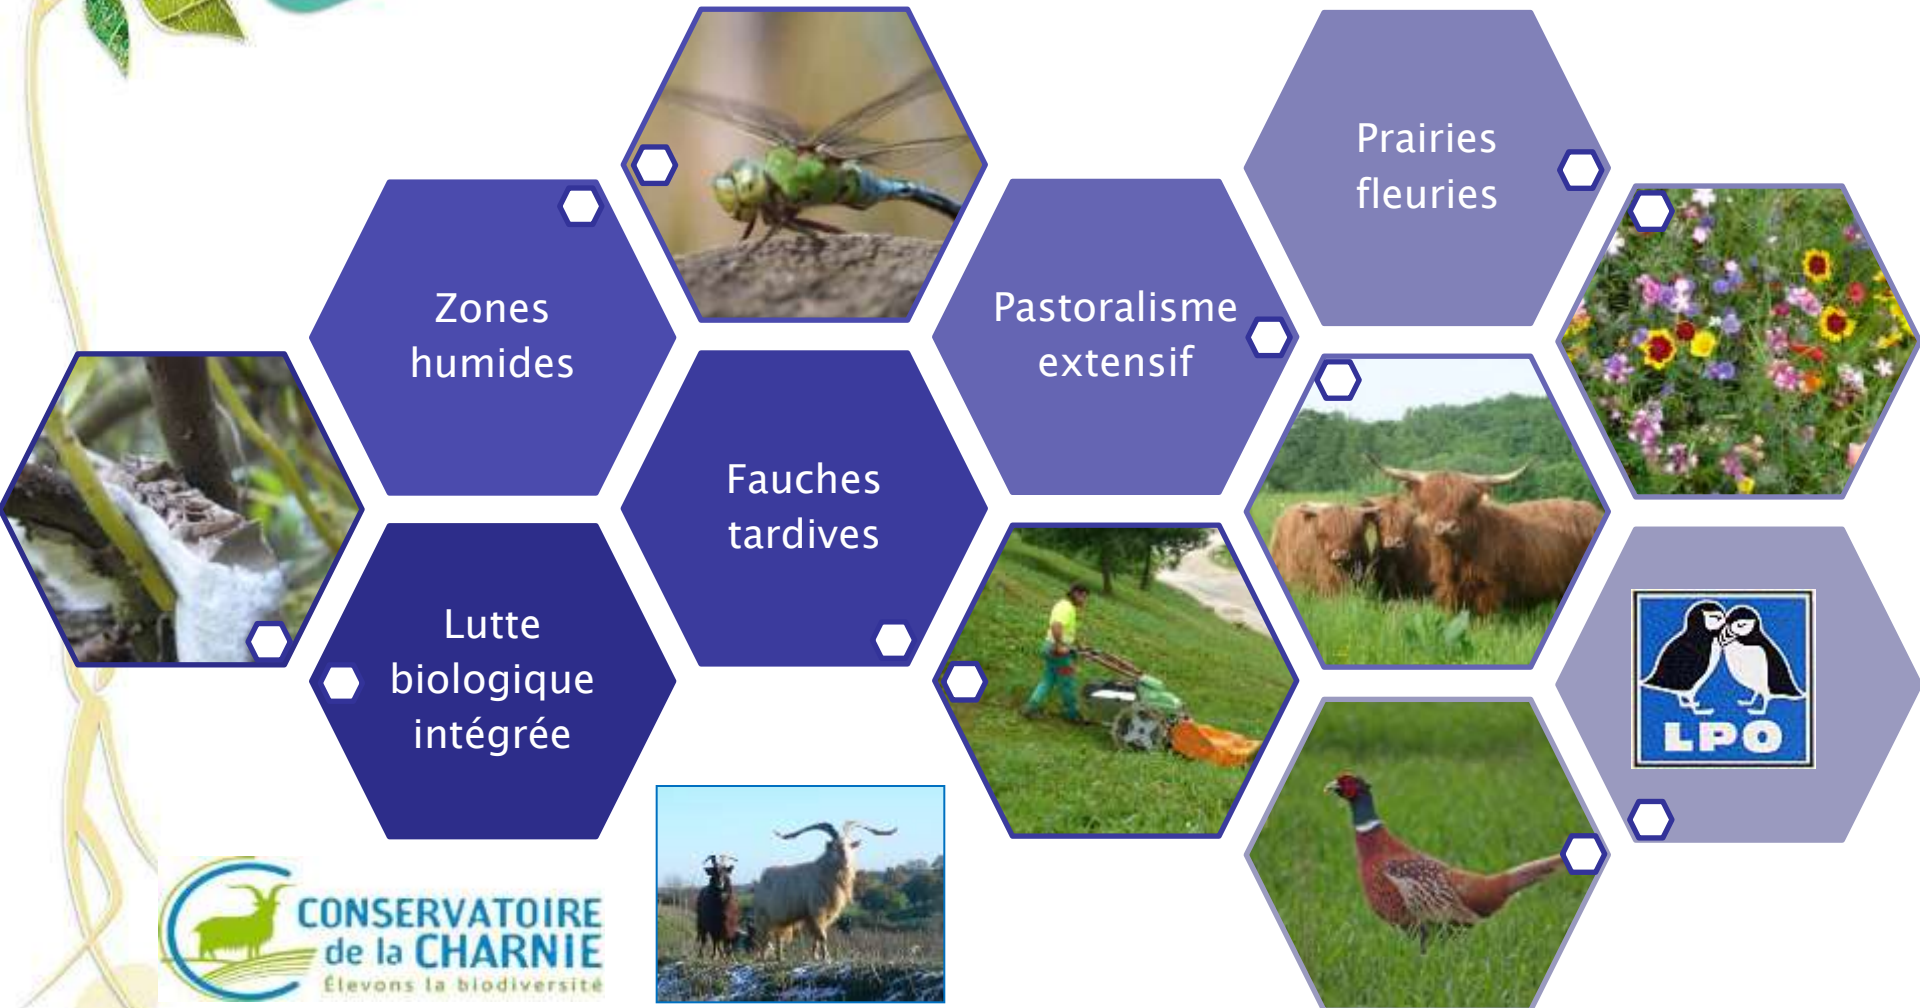 Zones
humides
Lutte
biologique
intégrée
Fauches
tardives
Pastoralisme
extensif
Prairies
fleuries
LPO
CONSERVATOIRE
de la CHARNIE
Élevons la biodiversité